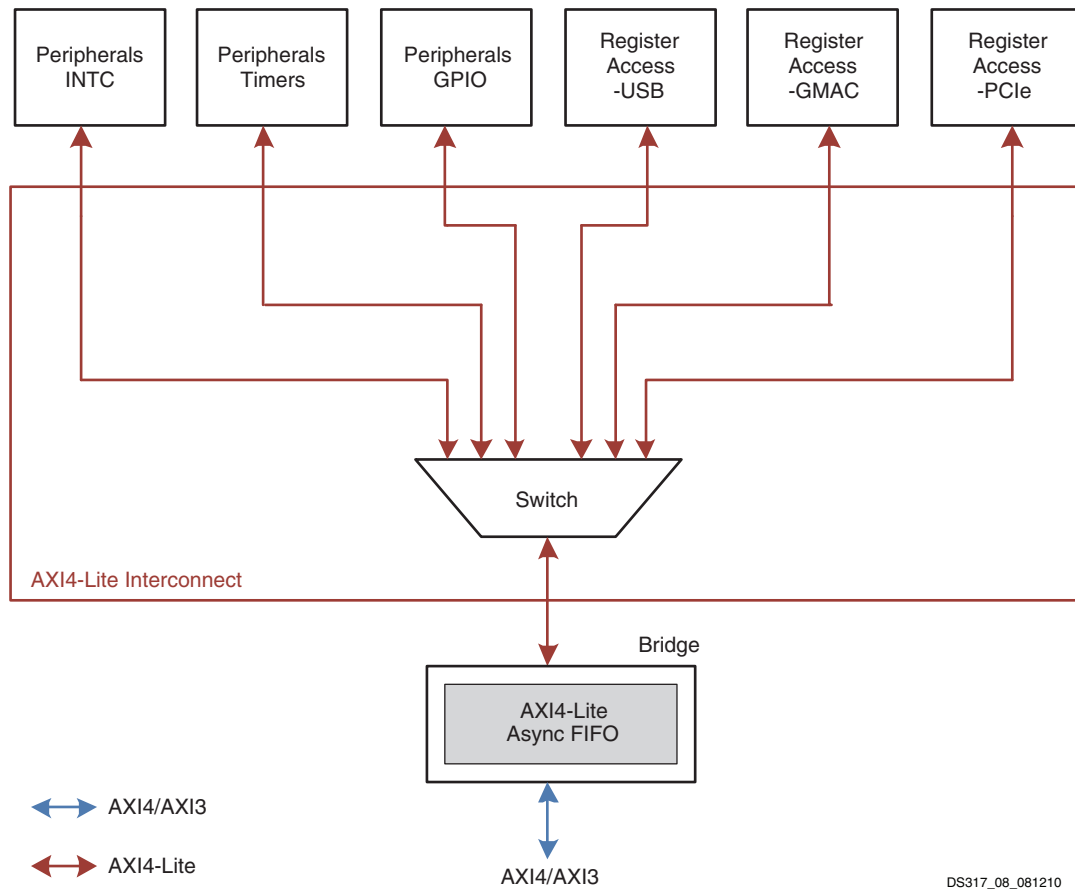 Peripherals
INTC
Peripherals
Timers
Peripherals
GPIO
Register
Access
-USB
Register
Access
-GMAC
Register
Access
-PCIe
Switch
AXI4-Lite Interconnect
Bridge
AXI4-Lite
Async FIFO
AXI4/AXI3
AXI4-Lite
AXI4/AXI3
DS317_08_081210